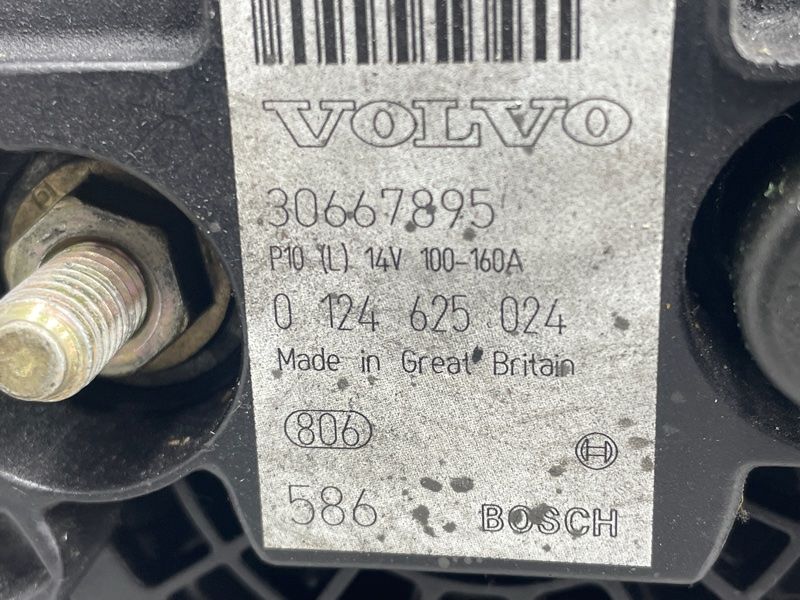 VOLVO
30667895
P10 (L) 14V 100-160A
0 124 625 024
Made in Great Britain
806
586
BOSCH